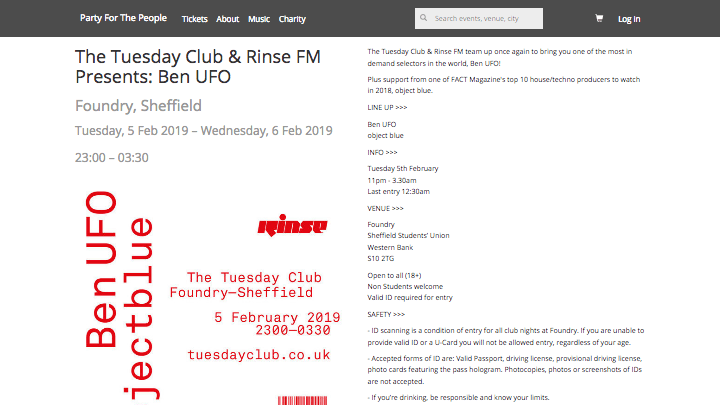 Party For The People
Tickets
About
Music
Charity
Search events, venue, city
Log in
The Tuesday Club & Rinse FM
Presents: Ben UFO
Foundry, Sheffield
Tuesday, 5 Feb 2019 – Wednesday, 6 Feb 2019
23:00 – 03:30
Ben UFO
jectblue
rinse
The Tuesday Club
Foundry—Sheffield
5 February 2019
2300—0330
tuesdayclub.co.uk
The Tuesday Club & Rinse FM team up once again to bring you one of the most in
demand selectors in the world, Ben UFO!
Plus support from one of FACT Magazine's top 10 house/techno producers to watch
in 2018, object blue.
LINE UP >>>
Ben UFO
object blue
INFO >>>
Tuesday 5th February
11pm - 3.30am
Last entry 12:30am
VENUE >>>
Foundry
Sheffield Students' Union
Western Bank
S10 2TG
Open to all (18+)
Non Students welcome
Valid ID required for entry
SAFETY >>>
- ID scanning is a condition of entry for all club nights at Foundry. If you are unable to
provide valid ID or a U-Card you will not be allowed entry, regardless of your age.
- Accepted forms of ID are: Valid Passport, driving license, provisional driving license,
photo cards featuring the pass hologram. Photocopies, photos or screenshots of IDs
are not accepted.
- If you're drinking, be responsible and know your limits.